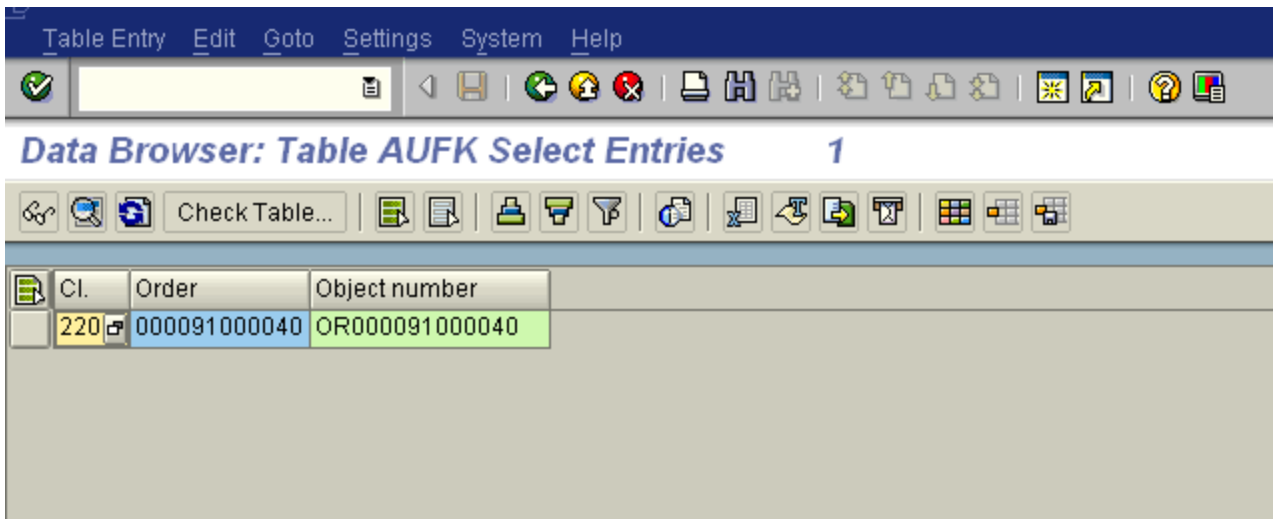 Table Entry Edit Goto Settings System Help
Data Browser: Table AUFK Select Entries 1
Check Table...
Cl. Order Object number
220 000091000040 OR000091000040